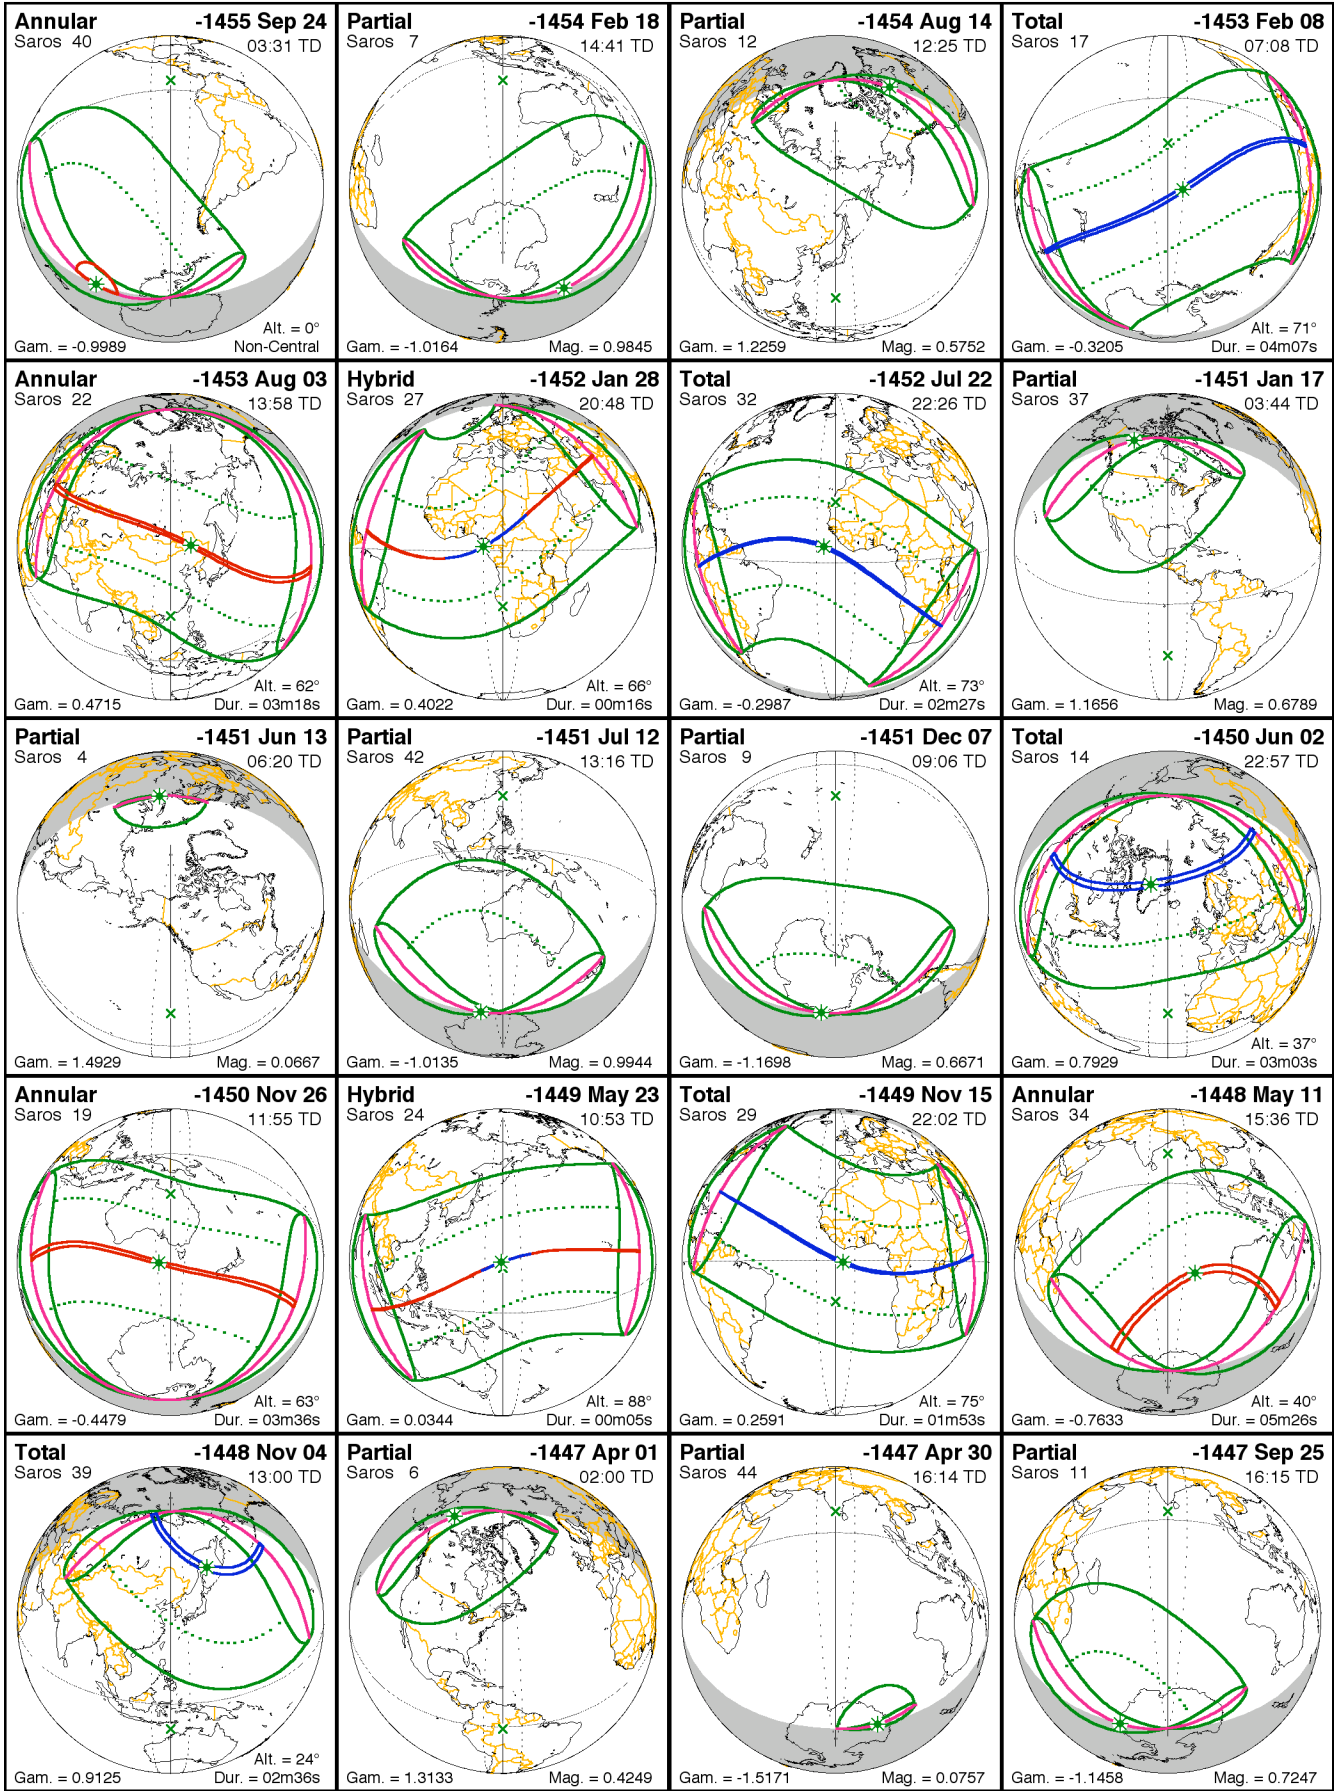 Annular -1455 Sep 24
Saros 40 03:31 TD
Alt. = 0°
Gam. = -0.9989 Non-Central
Partial -1454 Feb 18
Saros 7 14:41 TD
Gam. = -1.0164 Mag. = 0.9845
Partial -1454 Aug 14
Saros 12 12:25 TD
Gam. = 1.2259 Mag. = 0.5752
Total -1453 Feb 08
Saros 17 07:08 TD
Alt. = 71°
Gam. = -0.3205 Dur. = 04m07s
Annular -1453 Aug 03
Saros 22 13:58 TD
Alt. = 62°
Gam. = 0.4715 Dur. = 03m18s
Hybrid -1452 Jan 28
Saros 27 20:48 TD
Alt. = 66°
Gam. = 0.4022 Dur. = 00m16s
Total -1452 Jul 22
Saros 32 22:26 TD
Alt. = 73°
Gam. = -0.2987 Dur. = 02m27s
Partial -1451 Jan 17
Saros 37 03:44 TD
Gam. = 1.1656 Mag. = 0.6789
Partial -1451 Jun 13
Saros 4 06:20 TD
Gam. = 1.4929 Mag. = 0.0667
Partial -1451 Jul 12
Saros 42 13:16 TD
Gam. = -1.0135 Mag. = 0.9944
Partial -1451 Dec 07
Saros 9 09:06 TD
Gam. = -1.1698 Mag. = 0.6671
Total -1450 Jun 02
Saros 14 22:57 TD
Alt. = 37°
Gam. = 0.7929 Dur. = 03m03s
Annular -1450 Nov 26
Saros 19 11:55 TD
Alt. = 63°
Gam. = -0.4479 Dur. = 03m36s
Hybrid -1449 May 23
Saros 24 10:53 TD
Alt. = 88°
Gam. = 0.0344 Dur. = 00m05s
Total -1449 Nov 15
Saros 29 22:02 TD
Alt. = 75°
Gam. = 0.2591 Dur. = 01m53s
Annular -1448 May 11
Saros 34 15:36 TD
Alt. = 40°
Gam. = -0.7633 Dur. = 05m26s
Total -1448 Nov 04
Saros 39 13:00 TD
Alt. = 24°
Gam. = 0.9125 Dur. = 02m36s
Partial -1447 Apr 01
Saros 6 02:00 TD
Gam. = 1.3133 Mag. = 0.4249
Partial -1447 Apr 30
Saros 44 16:14 TD
Gam. = -1.5171 Mag. = 0.0757
Partial -1447 Sep 25
Saros 11 16:15 TD
Gam. = -1.1458 Mag. = 0.7247